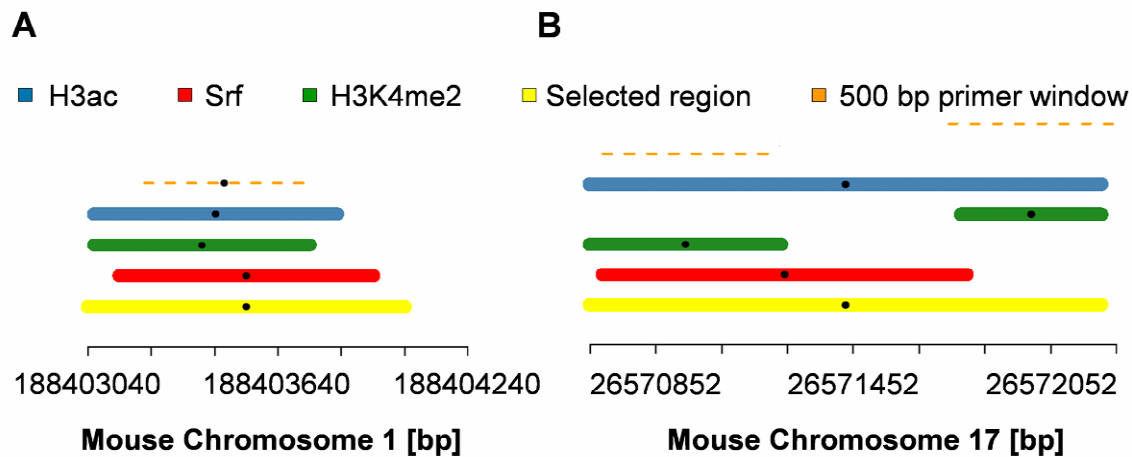 A
B
H3ac Srf H3K4me2 Selected region 500 bp primer window
188403040 188403640 188404240
26570852 26571452 26572052
Mouse Chromosome 1 [bp]
Mouse Chromosome 17 [bp]